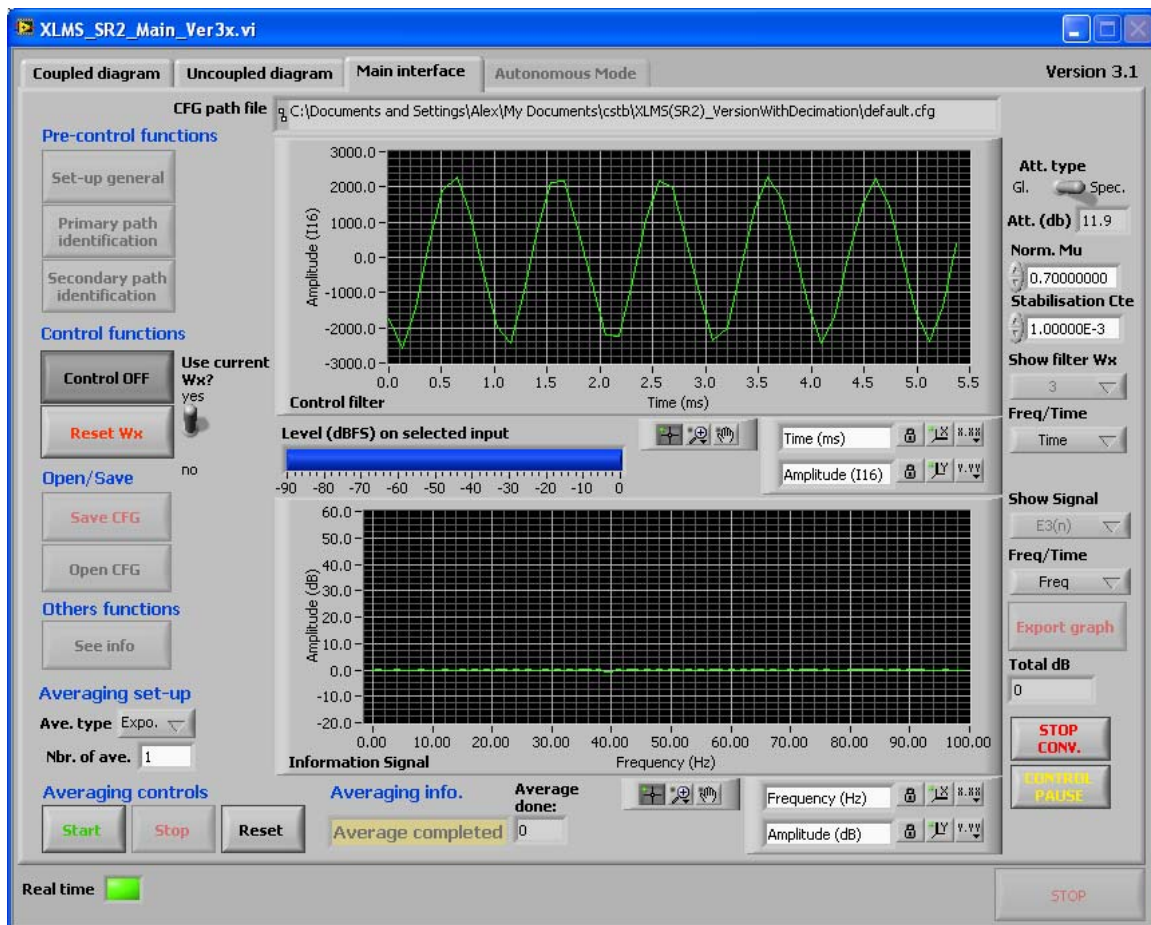 XLMS_SR2_Main_Ver3x.vi
Coupled diagram
Uncoupled diagram
Main interface
Autonomous Mode
Version 3.1
CFG path file
C:\Documents and Settings\Alex\My Documents\cstb\XLMS(SR2)_VersionWithDecimation\default.cfg
Pre-control functions
Set-up general
Primary path
identification
Secondary path
identification
Control functions
Control OFF
Use current
Wx?
yes
no
Reset Wx
Open/Save
Save CFG
Open CFG
Others functions
See info
Averaging set-up
Ave. type Expo.
Nbr. of ave. 1
Averaging controls
Start
Stop
Reset
Real time
Amplitude (I16)
3000.0
2000.0
1000.0
0.0
-1000.0
-2000.0
-3000.0
0.0 0.5 1.0 1.5 2.0 2.5 3.0 3.5 4.0 4.5 5.0 5.5
Control filter
Time (ms)
Level (dBFS) on selected input
-90 -80 -70 -60 -50 -40 -30 -20 -10 0
Time (ms)
X
X.XX
Amplitude (I16)
Y
Y.YY
Amplitude (dB)
60.0
50.0
40.0
30.0
20.0
10.0
0.0
-10.0
-20.0
0.00 10.00 20.00 30.00 40.00 50.00 60.00 70.00 80.00 90.00 100.00
Information Signal
Frequency (Hz)
Averaging info.
Average completed
Average
done:
0
Frequency (Hz)
X
X.XX
Amplitude (dB)
Y
Y.YY
Att. type
Gl.
Spec.
Att. (db) 11.9
Norm. Mu
0.70000000
Stabilisation Cte
1.00000E-3
Show filter Wx
3
Freq/Time
Time
Show Signal
E3(n)
Freq/Time
Freq
Export graph
Total dB
0
STOP
CONV.
CONTROL
PAUSE
STOP